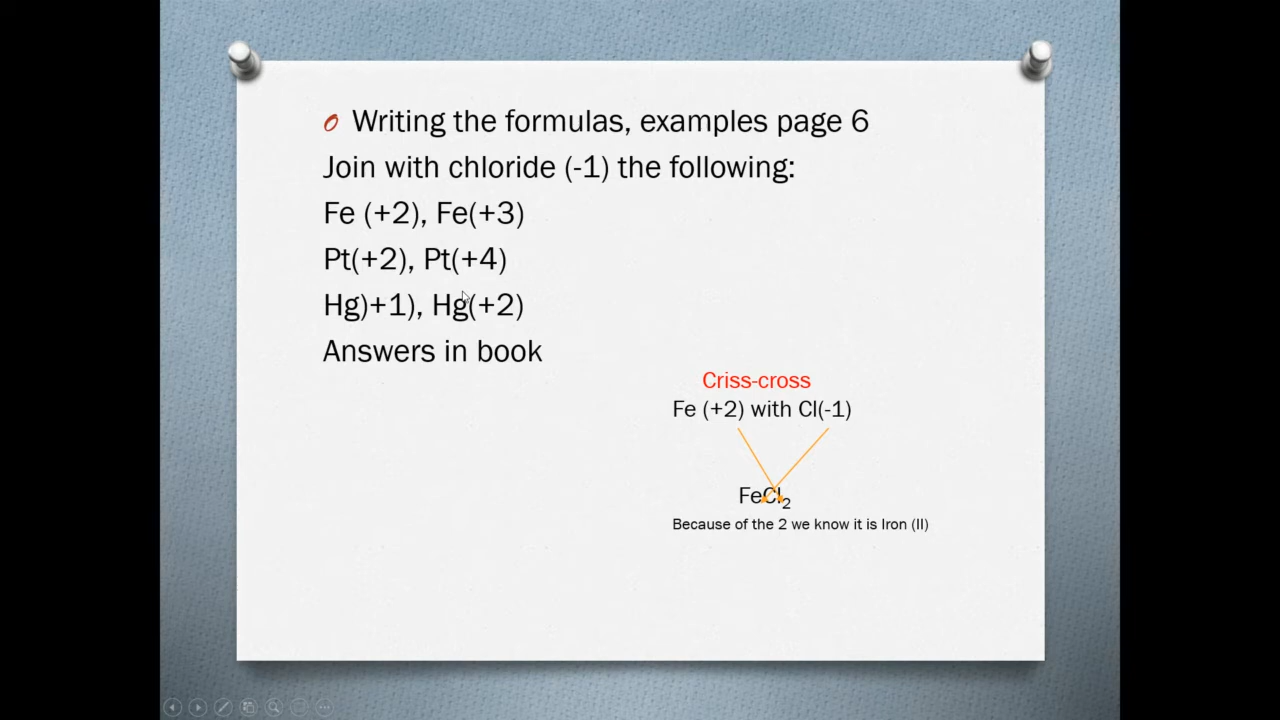 Writing the formulas, examples page 6
Join with chloride (-1) the following:
Fe (+2), Fe(+3)
Pt(+2), Pt(+4)
Hg)+1), Hg(+2)
Answers in book
Criss-cross
Fe (+2) with Cl(-1)
FeCl₂
Because of the 2 we know it is Iron (II)